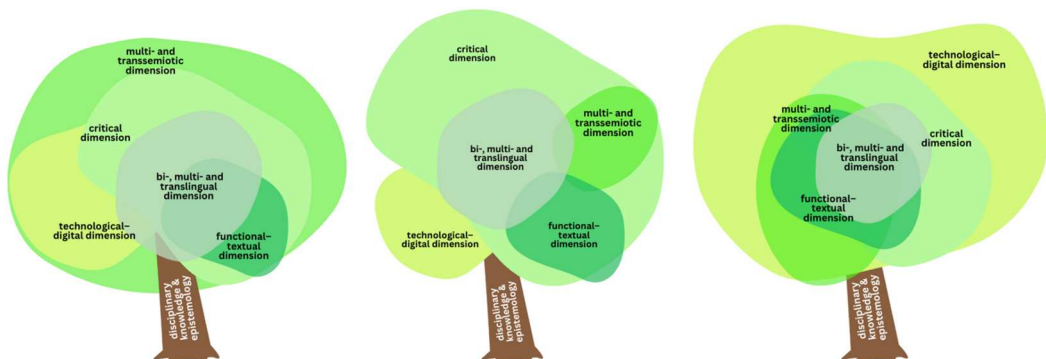 multi- and
transsemiotic
dimension
critical
dimension
bi-, multi- and
translingual
dimension
technological–
digital dimension
functional–
textual
dimension
disciplinary
knowledge &
epistemology
critical
dimension
multi- and
transsemiotic
dimension
bi-, multi- and
translingual
dimension
technological–
digital dimension
functional–
textual dimension
disciplinary
knowledge &
epistemology
technological–
digital dimension
multi- and
transsemiotic
dimension
critical
dimension
bi-, multi- and
translingual
dimension
functional–
textual
dimension
disciplinary
knowledge &
epistemology